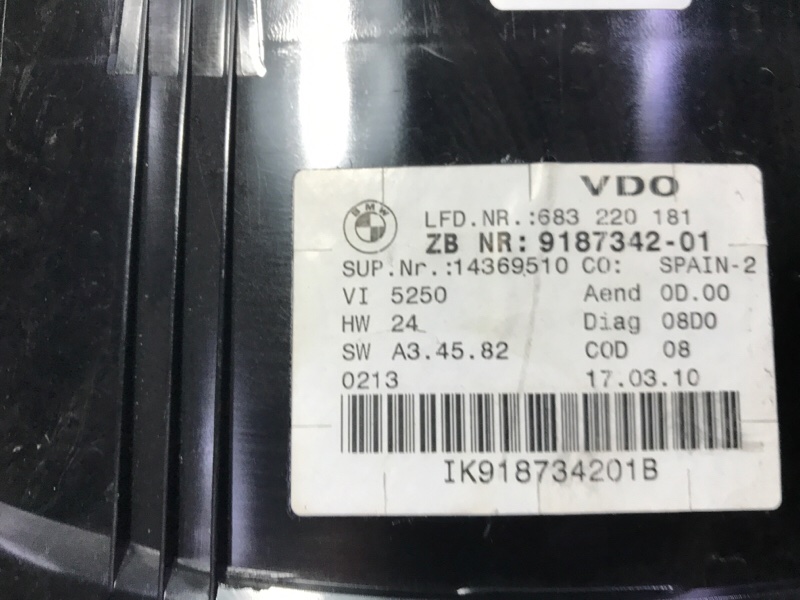 VDO
BMW
LFD.NR.:683 220 181
ZB NR: 9187342-01
SUP.Nr.:14369510 CO: SPAIN-2
VI 5250 Aend 0D.00
HW 24 Diag 08D0
SW A3.45.82 COD 08
0213 17.03.10
IK918734201B